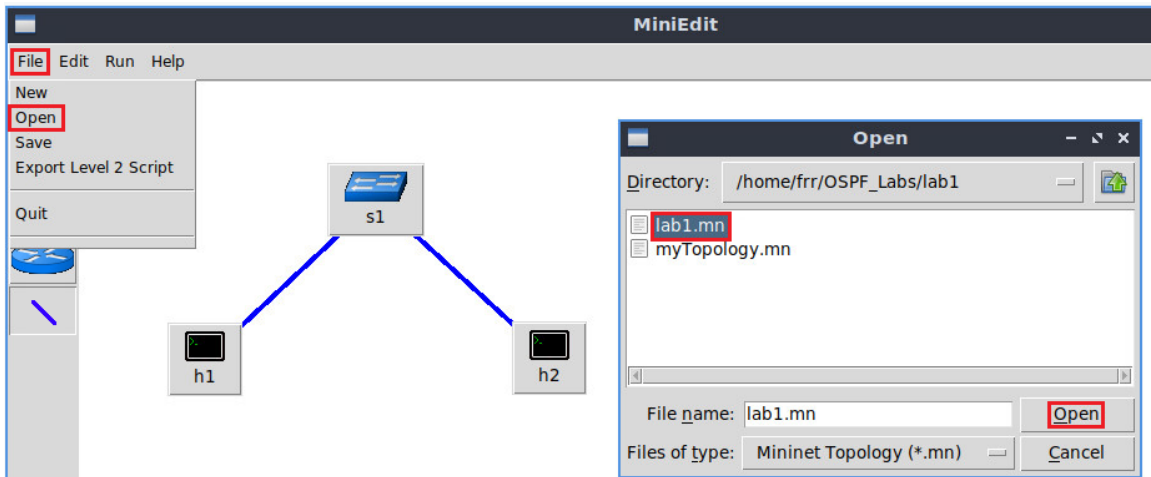 MiniEdit
File Edit Run Help
New
Open
Save
Export Level 2 Script
Quit
s1
h1
h2
Open
Directory: /home/frr/OSPF_Labs/lab1
lab1.mn
myTopology.mn
File name: lab1.mn
Open
Files of type: Mininet Topology (*.mn)
Cancel